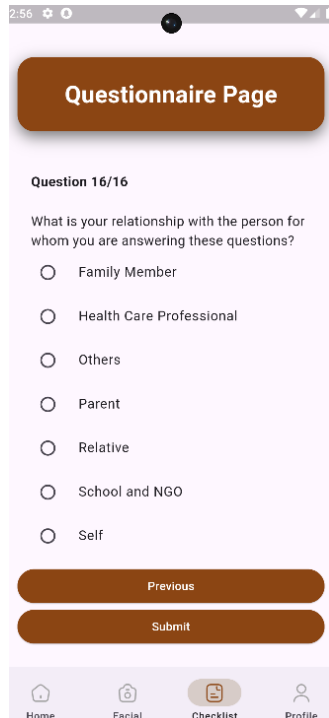 2:56
Questionnaire Page
Question 16/16
What is your relationship with the person for
whom you are answering these questions?
Family Member
Health Care Professional
Others
Parent
Relative
School and NGO
Self
Previous
Submit
Home Facial Checklist Profile